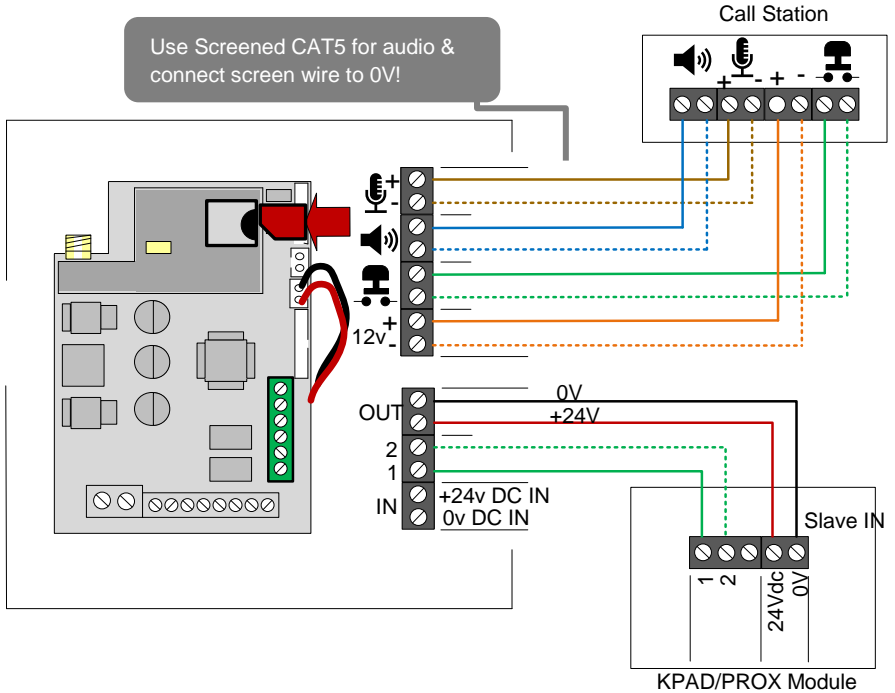 Call Station
Use Screened CAT5 for audio &
connect screen wire to 0V!
+ - + -
+
-
12v
+
-
OUT
0V
+24V
2
1
IN
+24v DC IN
0v DC IN
Slave IN
1
2
24Vdc
0V
KPAD/PROX Module